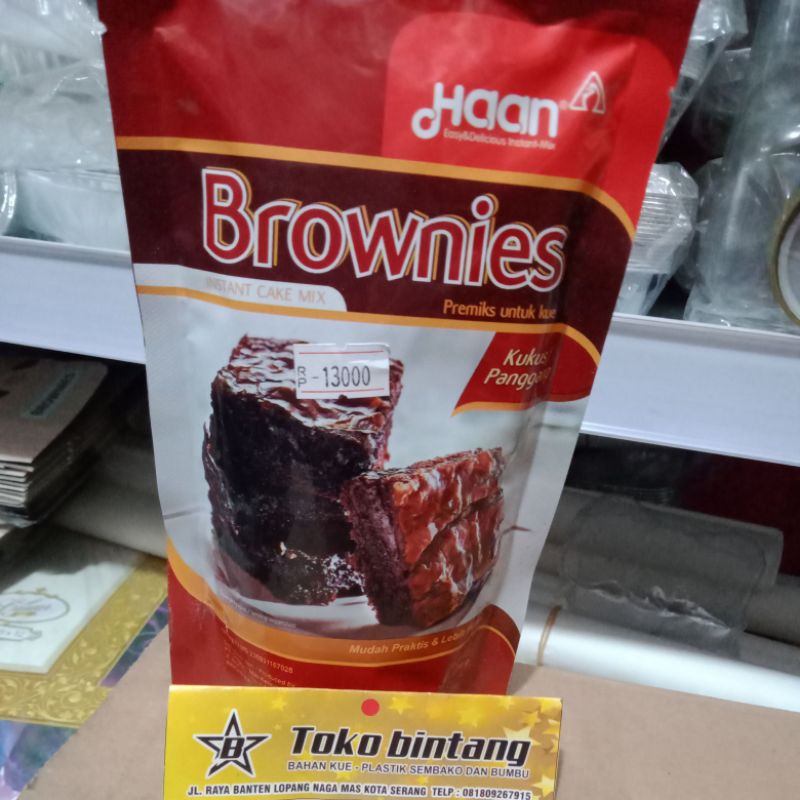 Haan
Easy&Delicious Instant-Mix
Brownies
INSTANT CAKE MIX
Premiks untuk kue
Kukus
Panggang
RP -13000
Mudah Praktis &
B
Toko bintang
BAHAN KUE - PLASTIK SEMBAKO DAN BUMBU
JL. RAYA BANTEN LOPANG NAGA MAS KOTA SERANG TELP : 081809267915